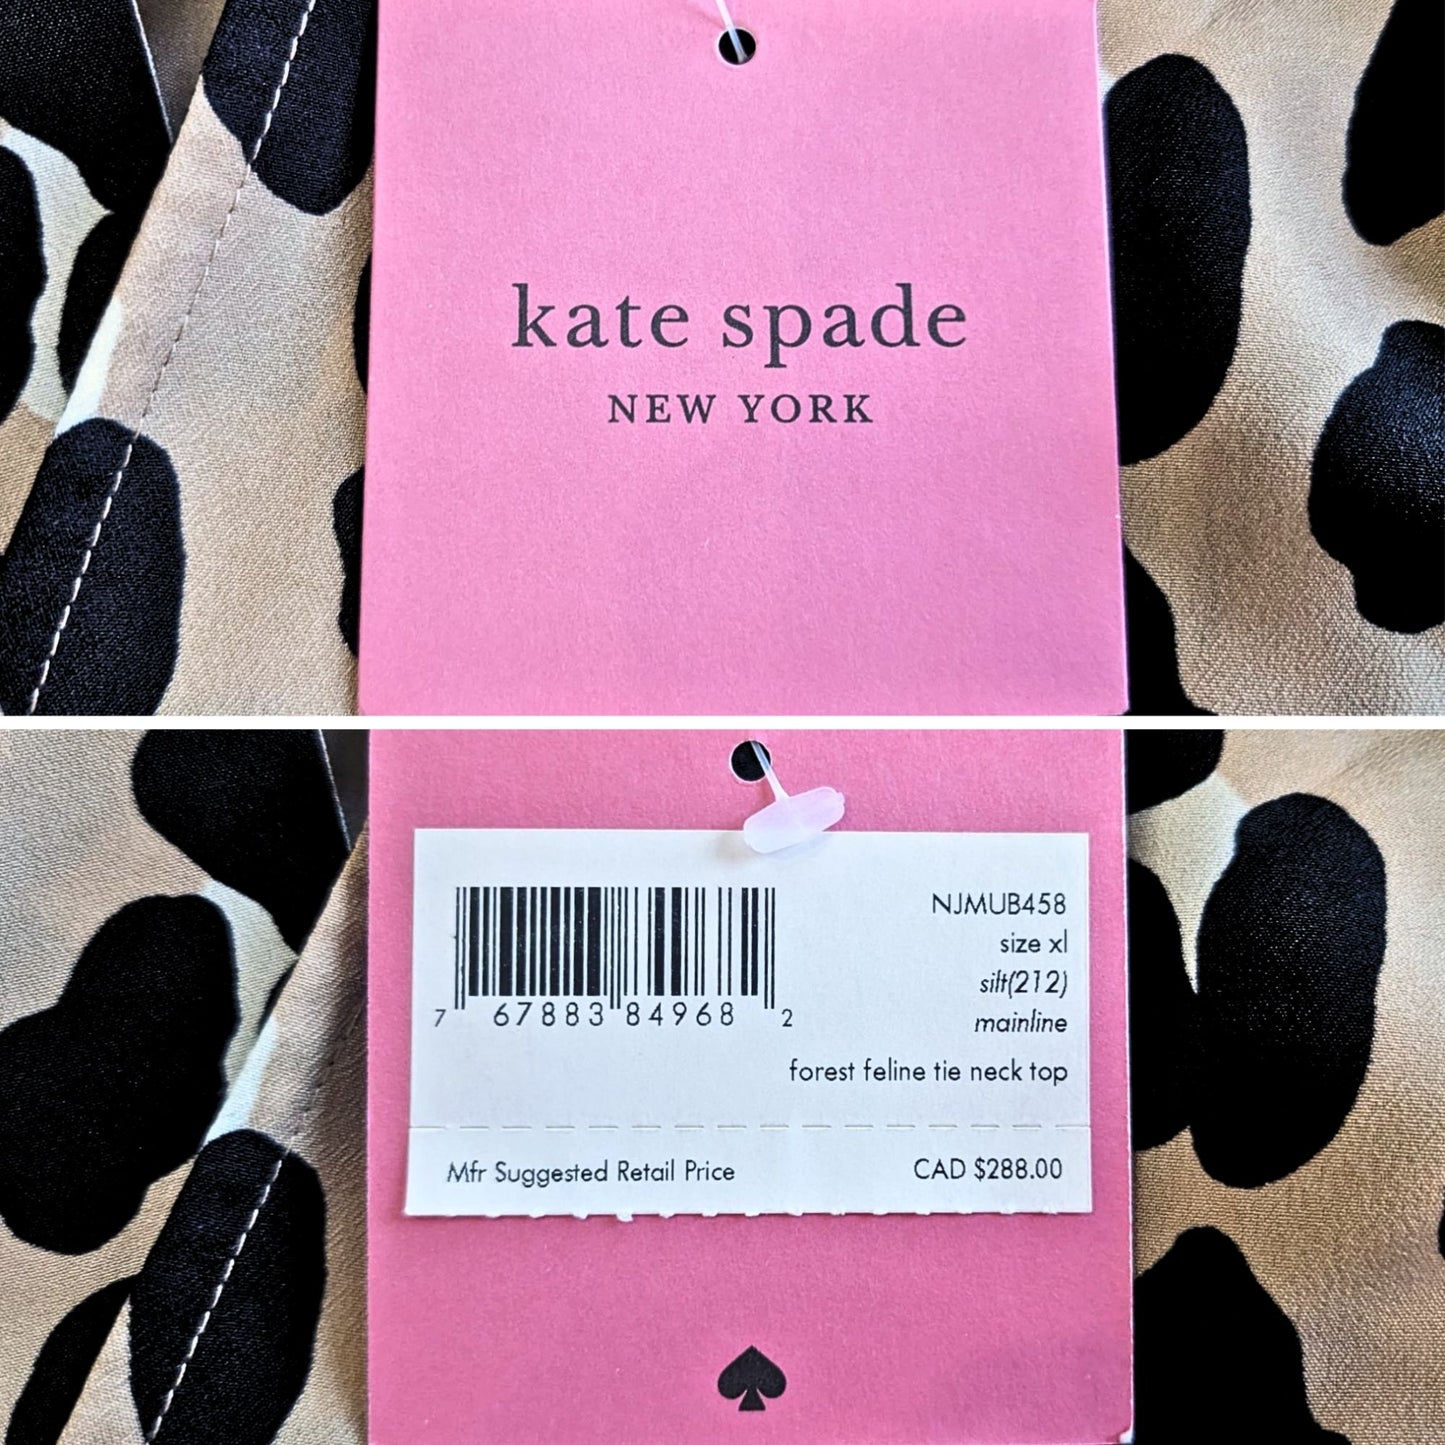 kate spade
NEW YORK
NJMUB458
size xl
silt(212)
mainline
7 67883 84968 2
forest feline tie neck top
Mfr Suggested Retail Price CAD $288.00